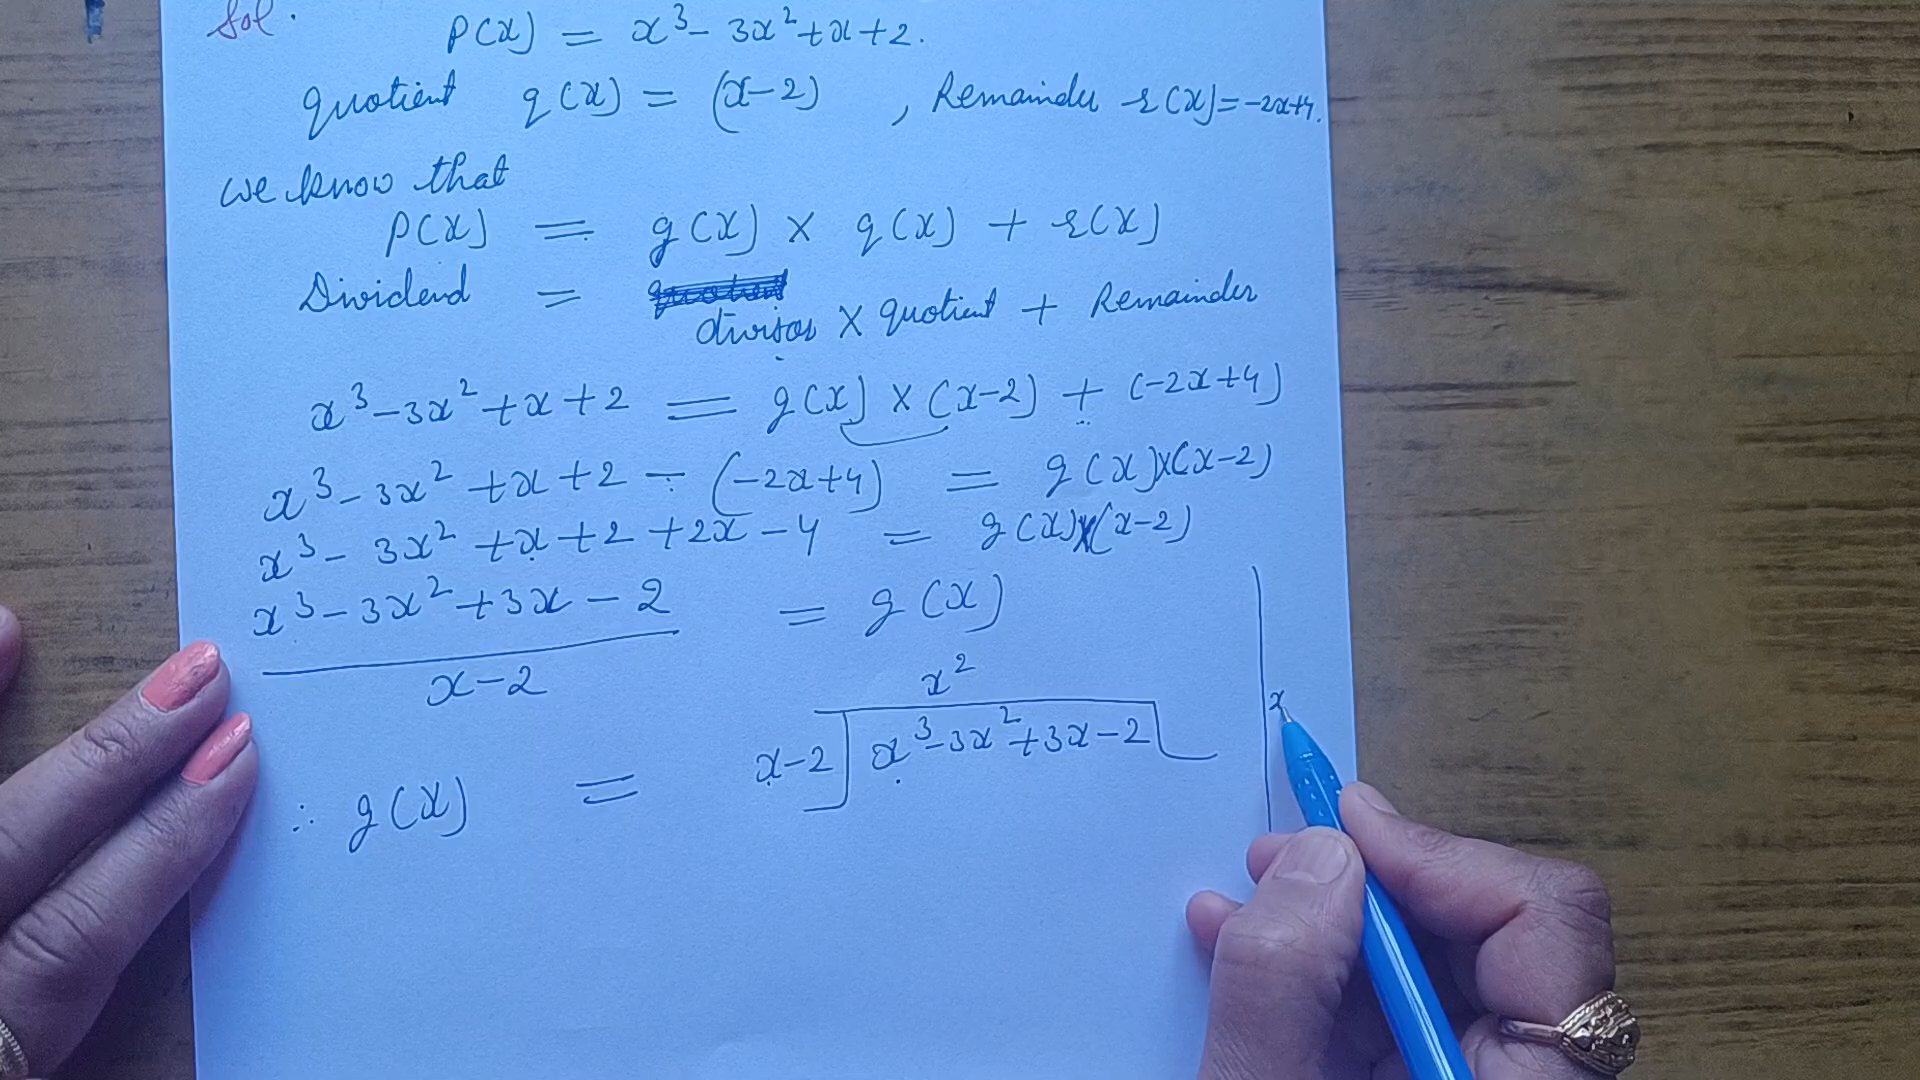 Sol.
P(x) = x³ - 3x² + x + 2.
quotient q(x) = (x-2) , Remainder r(x) = -2x+4.
we know that
P(x) = g(x) × q(x) + r(x)
Dividend = divisor × quotient + Remainder
x³ - 3x² + x + 2 = g(x) × (x-2) + (-2x+4)
x³ - 3x² + x + 2 - (-2x+4) = g(x)×(x-2)
x³ - 3x² + x + 2 + 2x - 4 = g(x)×(x-2)
x³ - 3x² + 3x - 2 = g(x)
x-2
x²
∴ g(x) = x-2 x³ - 3x² + 3x - 2
x